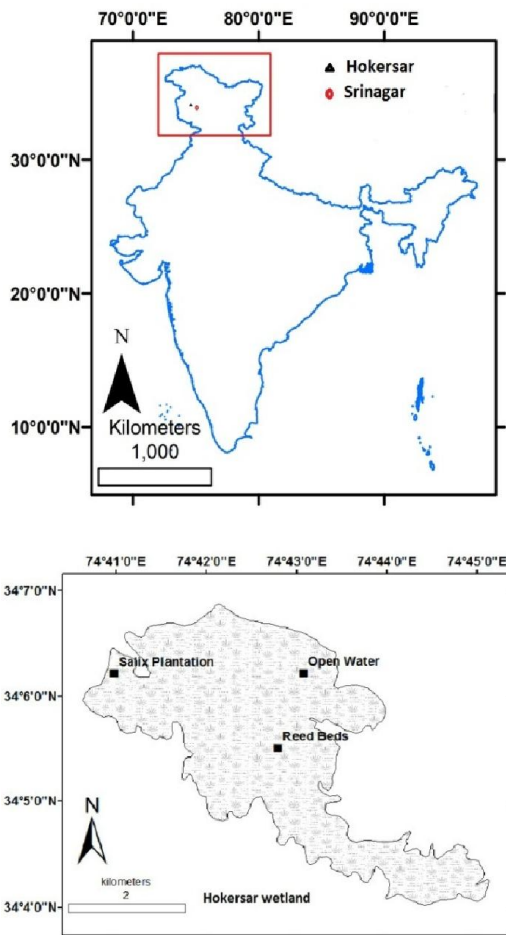 70°0'0"E 80°0'0"E 90°0'0"E
Hokersar
Srinagar
30°0'0"N
20°0'0"N
N
10°0'0"N
Kilometers
1,000
74°41'0"E 74°42'0"E 74°43'0"E 74°44'0"E 74°45'0"E
34°7'0"N
Salix Plantation Open Water
34°6'0"N
Reed Beds
34°5'0"N
N
kilometers
2
Hokersar wetland
34°4'0"N